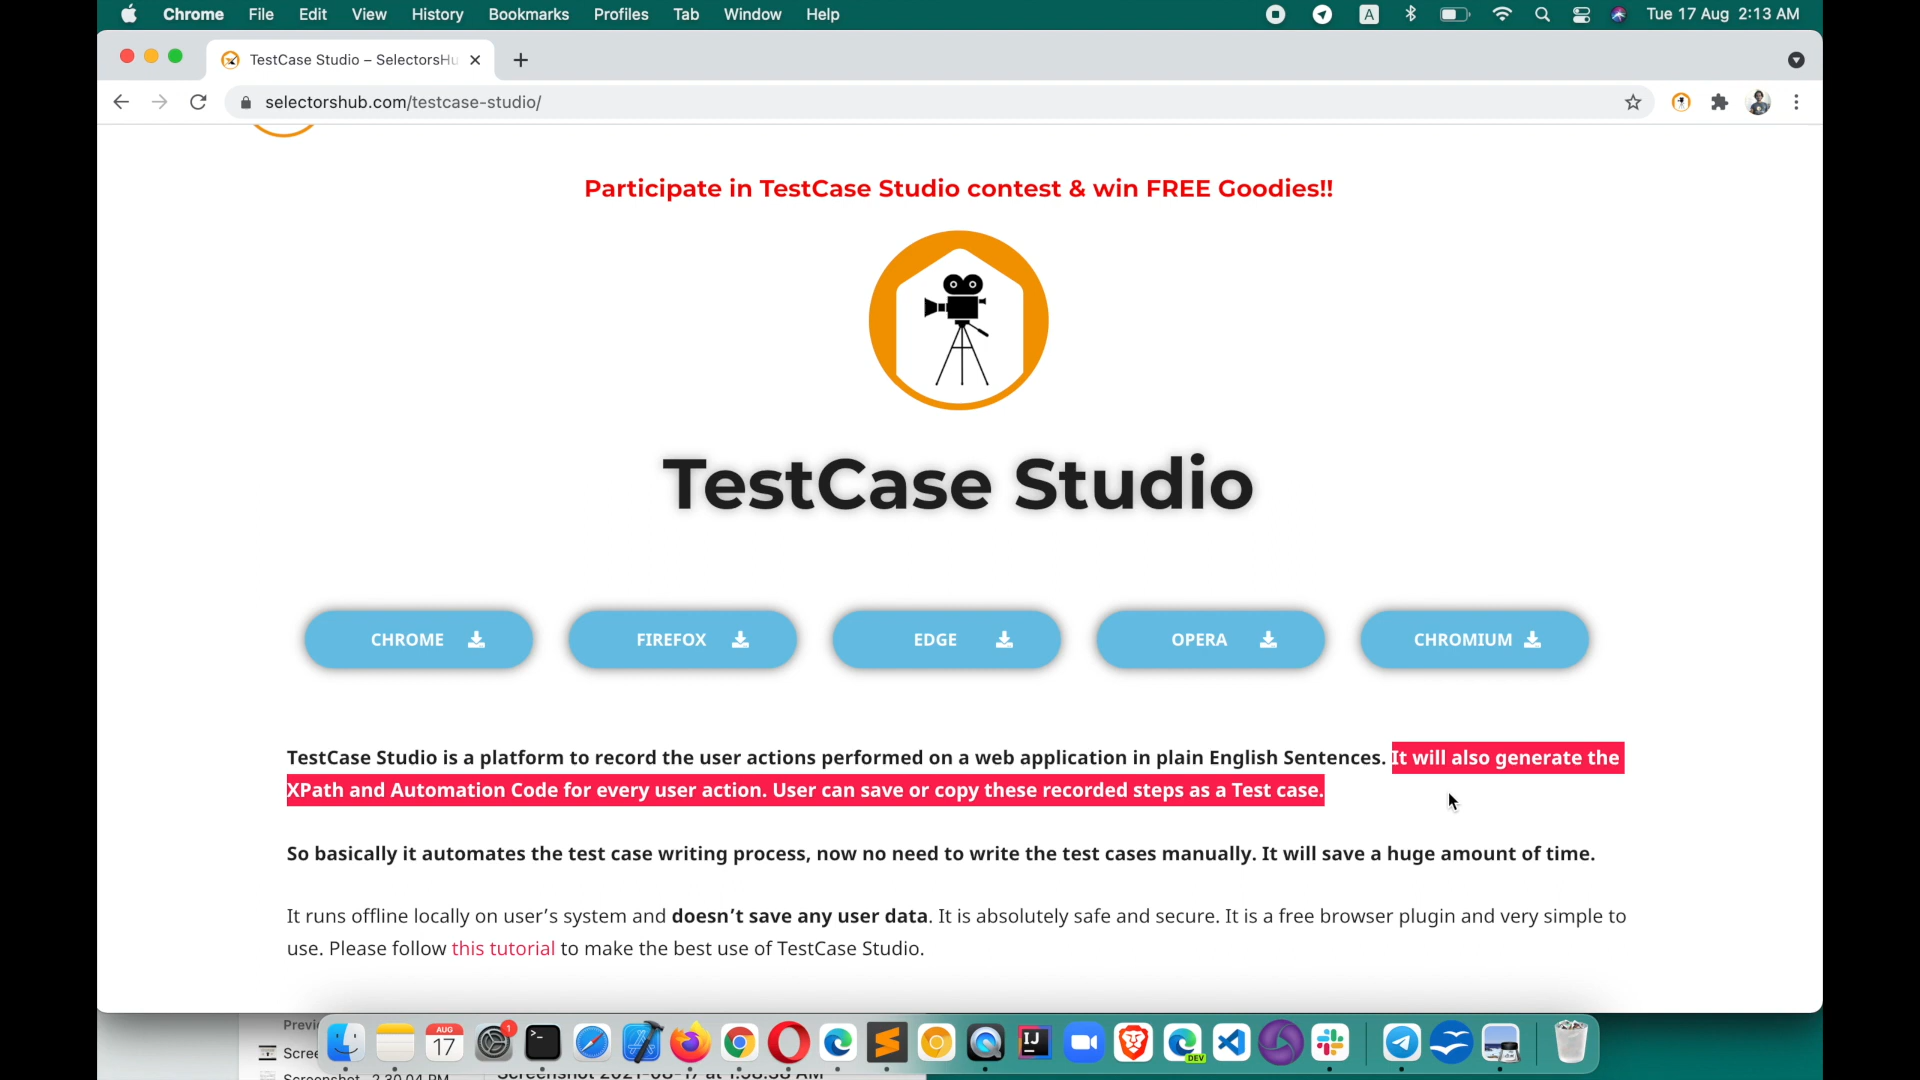 Chrome File Edit View History Bookmarks Profiles Tab Window Help A Tue 17 Aug 2:13 AM
TestCase Studio – SelectorsHu
selectorshub.com/testcase-studio/
Participate in TestCase Studio contest & win FREE Goodies!!
TestCase Studio
CHROME FIREFOX EDGE OPERA CHROMIUM
TestCase Studio is a platform to record the user actions performed on a web application in plain English Sentences. It will also generate the
XPath and Automation Code for every user action. User can save or copy these recorded steps as a Test case.
So basically it automates the test case writing process, now no need to write the test cases manually. It will save a huge amount of time.
It runs offline locally on user’s system and doesn’t save any user data. It is absolutely safe and secure. It is a free browser plugin and very simple to
use. Please follow this tutorial to make the best use of TestCase Studio.
Previ
AUG
17
1
IJ
DEV
Scree